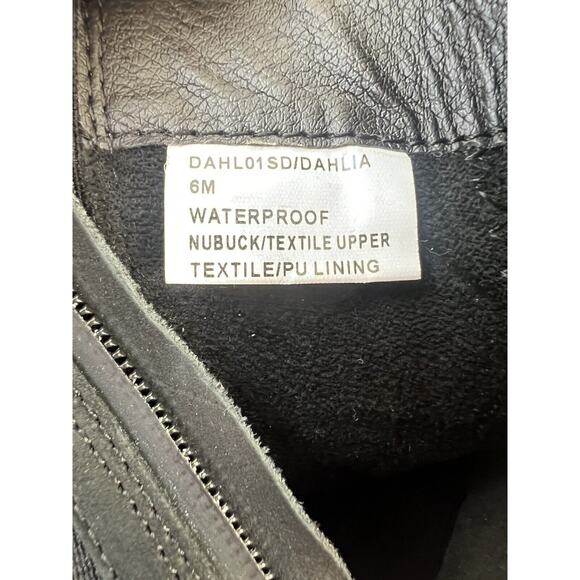 DAHL01SD/DAHLIA
6M
WATERPROOF
NUBUCK/TEXTILE UPPER
TEXTILE/PU LINING